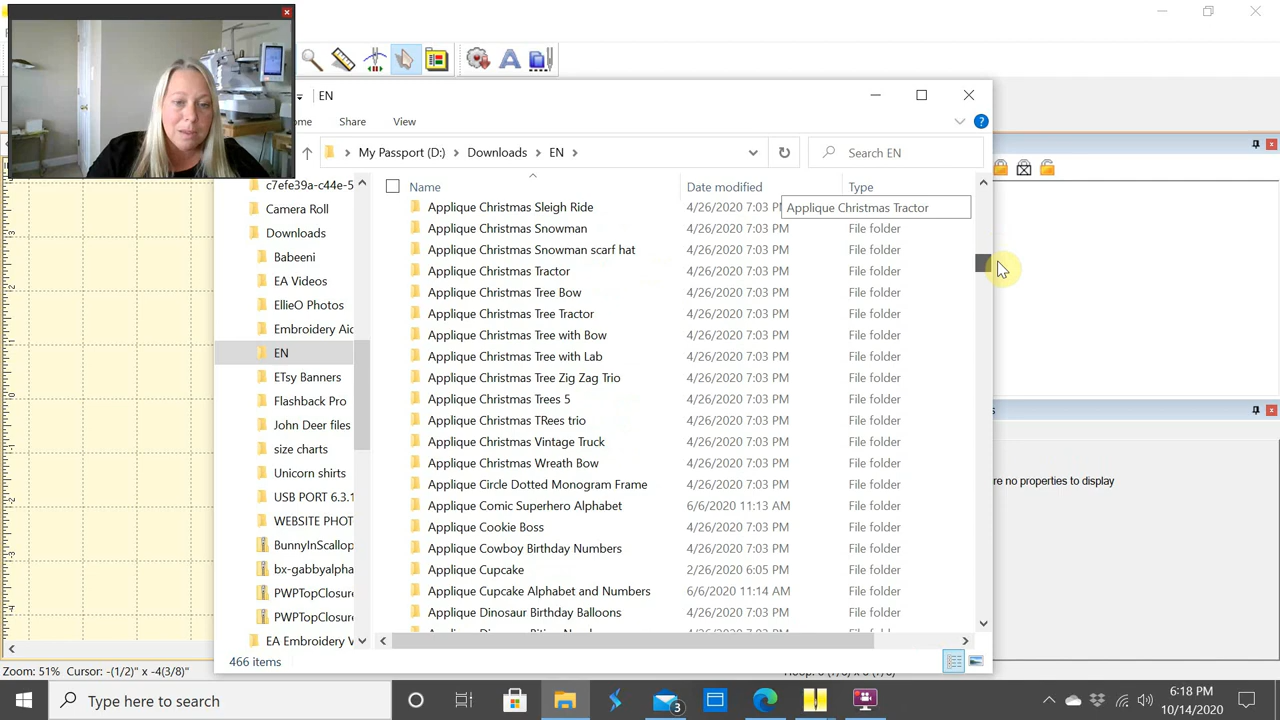 EN
ome Share View
My Passport (D:) Downloads EN
Search EN
Name Date modified Type
c7efe39a-c44e-5
Camera Roll
Downloads
Babeeni
EA Videos
EllieO Photos
Embroidery Aid
EN
ETsy Banners
Flashback Pro
John Deer files
size charts
Unicorn shirts
USB PORT 6.3.1
WEBSITE PHOT
BunnyInScallop
bx-gabbyalpha
PWPTopClosure
PWPTopClosure
EA Embroidery V
Applique Christmas Sleigh Ride 4/26/2020 7:03 P
Applique Christmas Tractor
Applique Christmas Snowman 4/26/2020 7:03 PM File folder
Applique Christmas Snowman scarf hat 4/26/2020 7:03 PM File folder
Applique Christmas Tractor 4/26/2020 7:03 PM File folder
Applique Christmas Tree Bow 4/26/2020 7:03 PM File folder
Applique Christmas Tree Tractor 4/26/2020 7:03 PM File folder
Applique Christmas Tree with Bow 4/26/2020 7:03 PM File folder
Applique Christmas Tree with Lab 4/26/2020 7:03 PM File folder
Applique Christmas Tree Zig Zag Trio 4/26/2020 7:03 PM File folder
Applique Christmas Trees 5 4/26/2020 7:03 PM File folder
Applique Christmas TRees trio 4/26/2020 7:03 PM File folder
Applique Christmas Vintage Truck 4/26/2020 7:03 PM File folder
Applique Christmas Wreath Bow 4/26/2020 7:03 PM File folder
Applique Circle Dotted Monogram Frame 4/26/2020 7:03 PM File folder
Applique Comic Superhero Alphabet 6/6/2020 11:13 AM File folder
Applique Cookie Boss 4/26/2020 7:03 PM File folder
Applique Cowboy Birthday Numbers 4/26/2020 7:03 PM File folder
Applique Cupcake 2/26/2020 6:05 PM File folder
Applique Cupcake Alphabet and Numbers 6/6/2020 11:14 AM File folder
Applique Dinosaur Birthday Balloons 4/26/2020 7:03 PM File folder
466 items
s
re no properties to display
Zoom: 51% Cursor: -(1/2)" x -4(3/8)"
Type here to search
3
6:18 PM
10/14/2020